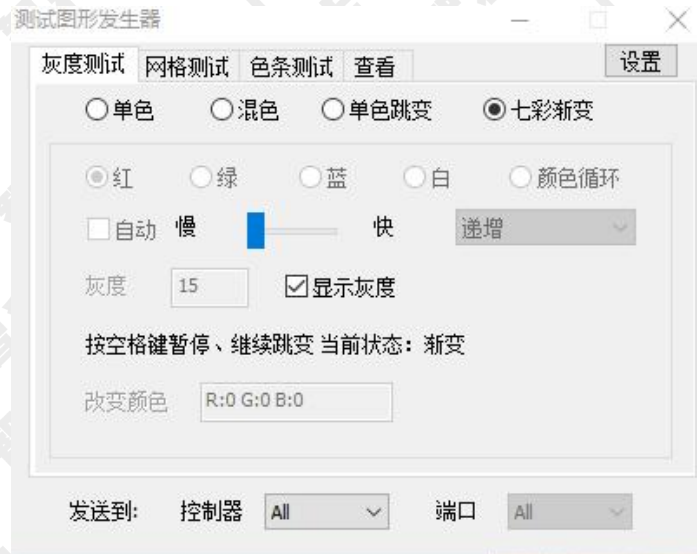 测试图形发生器
灰度测试 网格测试 色条测试 查看 设置
单色 混色 单色跳变 七彩渐变
红 绿 蓝 白 颜色循环
自动 慢 快 递增
灰度 15 显示灰度
按空格键暂停、继续跳变 当前状态：渐变
改变颜色 R:0 G:0 B:0
发送到: 控制器 All 端口 All